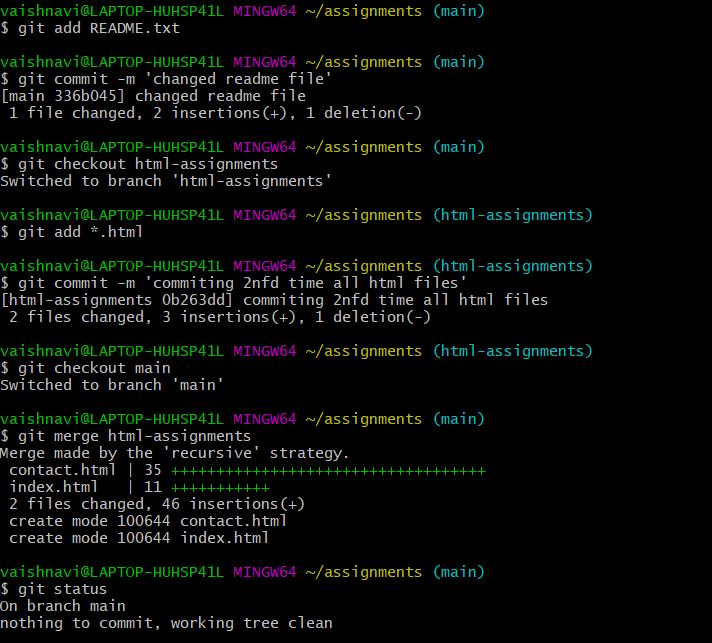 vaishnavi@LAPTOP-HUHSP41L MINGW64 ~/assignments (main)
$ git add README.txt
vaishnavi@LAPTOP-HUHSP41L MINGW64 ~/assignments (main)
$ git commit -m 'changed readme file'
[main 336b045] changed readme file
 1 file changed, 2 insertions(+), 1 deletion(-)
vaishnavi@LAPTOP-HUHSP41L MINGW64 ~/assignments (main)
$ git checkout html-assignments
Switched to branch 'html-assignments'
vaishnavi@LAPTOP-HUHSP41L MINGW64 ~/assignments (html-assignments)
$ git add *.html
vaishnavi@LAPTOP-HUHSP41L MINGW64 ~/assignments (html-assignments)
$ git commit -m 'commiting 2nfd time all html files'
[html-assignments 0b263dd] commiting 2nfd time all html files
 2 files changed, 3 insertions(+), 1 deletion(-)
vaishnavi@LAPTOP-HUHSP41L MINGW64 ~/assignments (html-assignments)
$ git checkout main
Switched to branch 'main'
vaishnavi@LAPTOP-HUHSP41L MINGW64 ~/assignments (main)
$ git merge html-assignments
Merge made by the 'recursive' strategy.
 contact.html | 35 +++++++++++++++++++++++++++++++++++
 index.html   | 11 +++++++++++
 2 files changed, 46 insertions(+)
 create mode 100644 contact.html
 create mode 100644 index.html
vaishnavi@LAPTOP-HUHSP41L MINGW64 ~/assignments (main)
$ git status
On branch main
nothing to commit, working tree clean